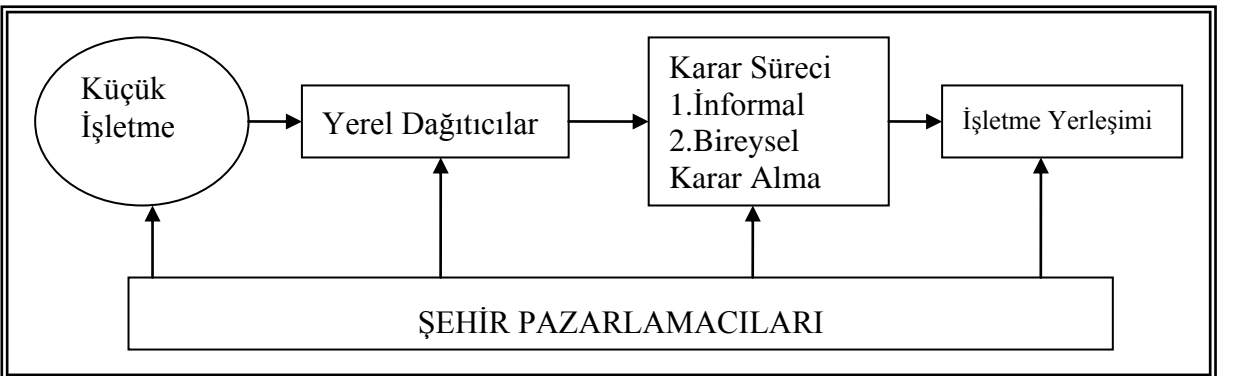 Küçük
İşletme
Yerel Dağıtıcılar
Karar Süreci
1.İnformal
2.Bireysel
Karar Alma
İşletme Yerleşimi
ŞEHİR PAZARLAMACILARI